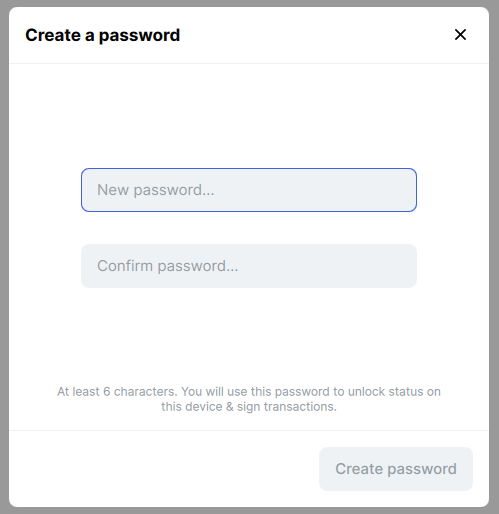 Create a password
New password...
Confirm password...
At least 6 characters. You will use this password to unlock status on
this device & sign transactions.
Create password